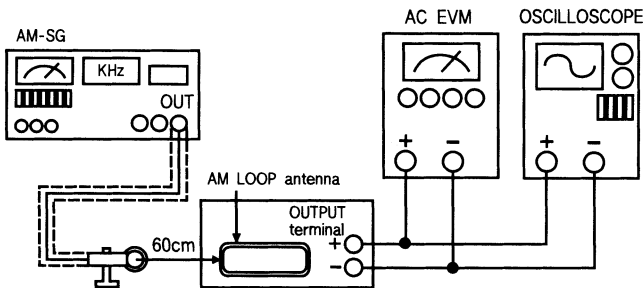 AM-SG
KHz
OUT
AC EVM
+ −
OSCILLOSCOPE
+ −
AM LOOP antenna
60cm
OUTPUT
terminal
+
−